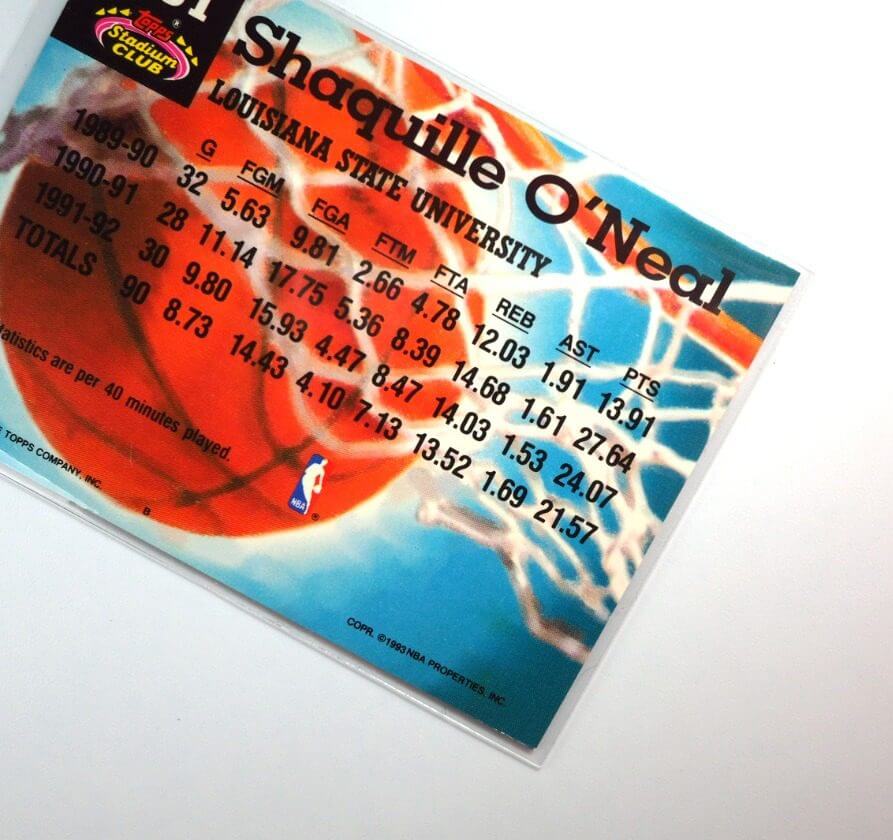 Topps ®
Stadium
CLUB
Shaquille O'Neal
LOUISIANA STATE UNIVERSITY
G FGM FGA FTM FTA REB AST PTS
1989-90 32 5.63 9.81 2.66 4.78 12.03 1.91 13.91
1990-91 28 11.14 17.75 5.36 8.39 14.68 1.61 27.64
1991-92 30 9.80 15.93 4.47 8.47 14.03 1.53 24.07
TOTALS 90 8.73 14.43 4.10 7.13 13.52 1.69 21.57
are per 40 minutes played.
TOPPS COMPANY, INC.
B
NBA ®
COPR. ©1993 NBA PROPERTIES, INC.